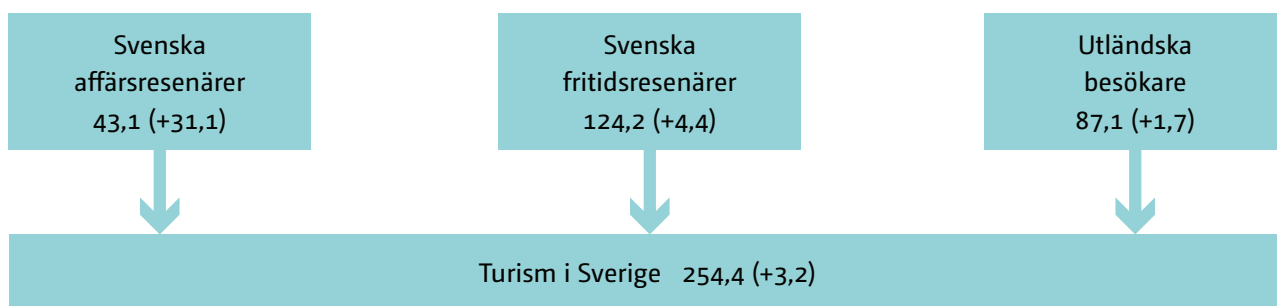 Svenska
affärsresenärer
43,1 (+31,1)
Svenska
fritidsresenärer
124,2 (+4,4)
Utländska
besökare
87,1 (+1,7)
Turism i Sverige 254,4 (+3,2)